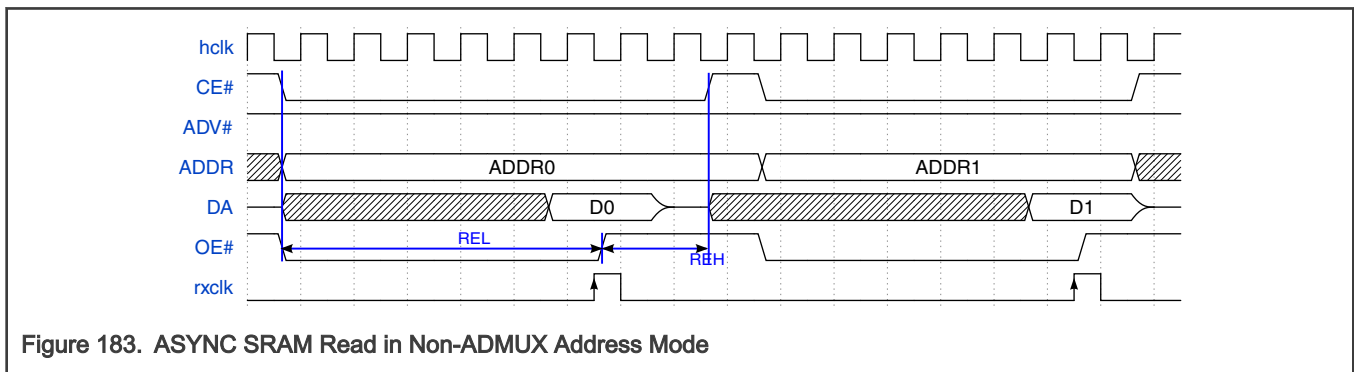 hclk
CE#
ADV#
ADDR ADDR0 ADDR1
DA D0 D1
OE# REL REH
rxclk
Figure 183. ASYNC SRAM Read in Non-ADMUX Address Mode